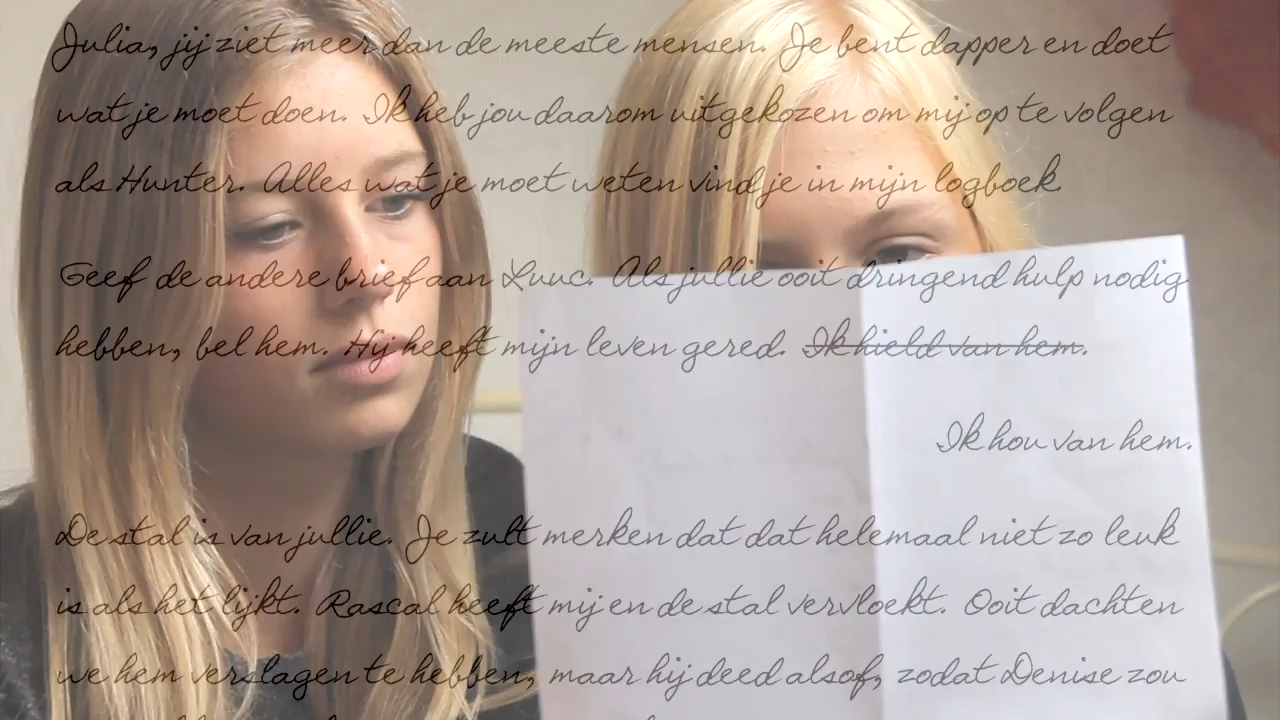 Julia, jij ziet meer dan de meeste mensen. Je bent dapper en doet
wat je moet doen. Ik heb jou daarom uitgekozen om mij op te volgen
als Hunter. Alles wat je moet weten vind je in mijn logboek.
Geef de andere brief aan Luuc. Als jullie ooit dringend hulp nodig
hebben, bel hem. Hij heeft mijn leven gered. Ik hield van hem.
Ik hou van hem.
De stal is van jullie. Je zult merken dat dat helemaal niet zo leuk
is als het lijkt. Rascal heeft mij en de stal vervloekt. Ooit dachten
we hem verslagen te hebben, maar hij deed alsof, zodat Denise zou